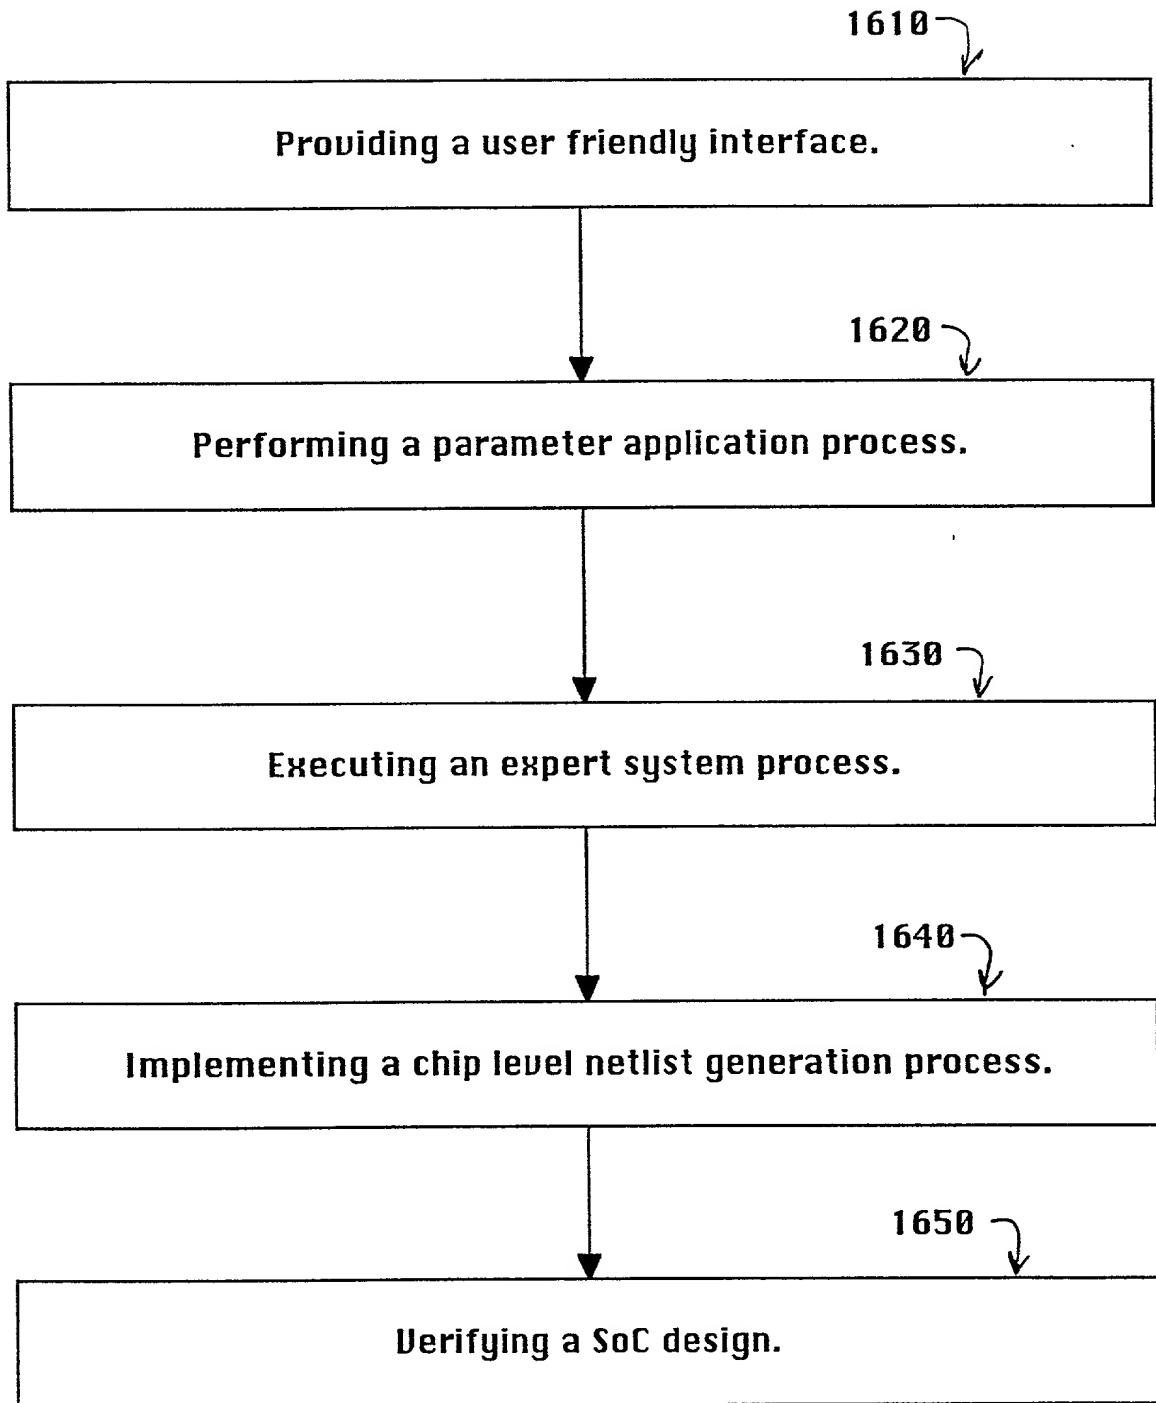 1610
Providing a user friendly interface.
1620
Performing a parameter application process.
1630
Executing an expert system process.
1640
Implementing a chip level netlist generation process.
1650
Verifying a SoC design.